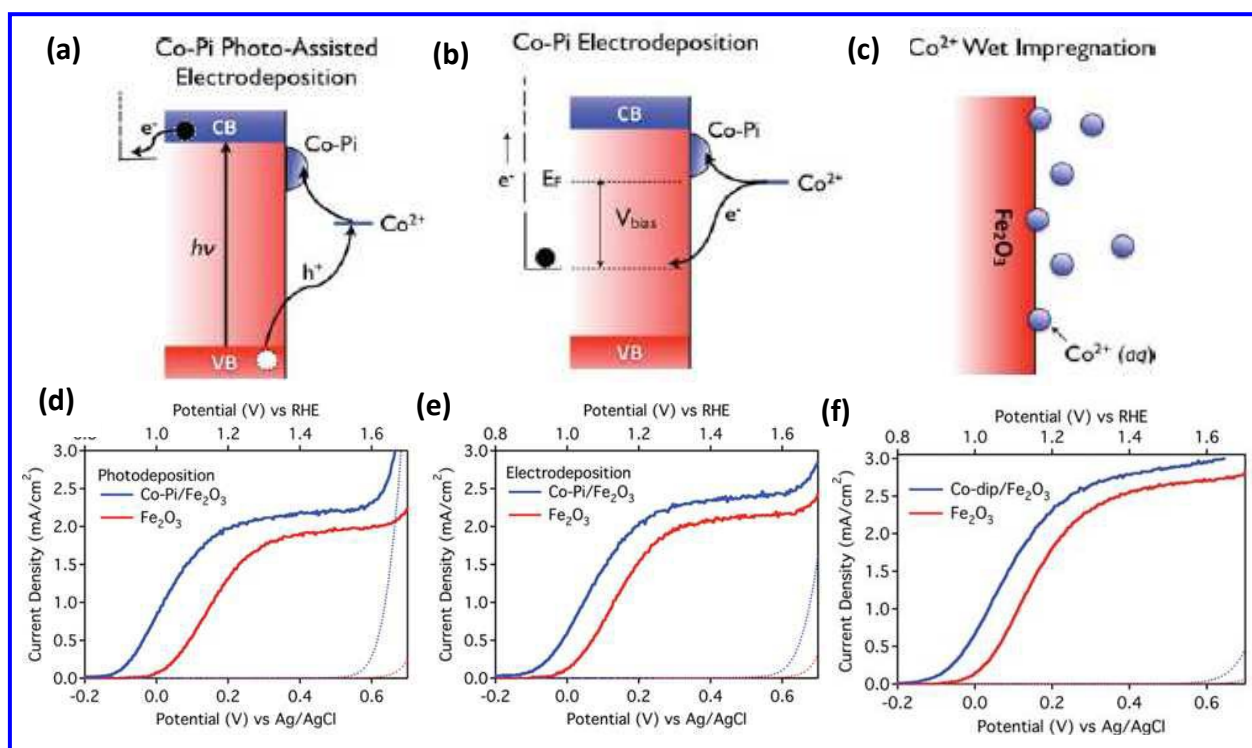 (a)
Co-Pi Photo-Assisted
Electrodeposition
e-
CB
Co-Pi
hν
Co2+
h+
VB
(b)
Co-Pi Electrodeposition
CB
Co-Pi
e-
EF
Vbias
Co2+
e-
VB
(c)
Co2+ Wet Impregnation
Fe2O3
Co2+ (aq)
(d)
Potential (V) vs RHE
0.8 1.0 1.2 1.4 1.6
3.0
2.5
2.0
1.5
1.0
0.5
0.0
Current Density (mA/cm2)
Photodeposition
Co-Pi/Fe2O3
Fe2O3
-0.2 0.0 0.2 0.4 0.6
Potential (V) vs Ag/AgCl
(e)
Potential (V) vs RHE
0.8 1.0 1.2 1.4 1.6
3.0
2.5
2.0
1.5
1.0
0.5
0.0
Current Density (mA/cm2)
Electrodeposition
Co-Pi/Fe2O3
Fe2O3
-0.2 0.0 0.2 0.4 0.6
Potential (V) vs Ag/AgCl
(f)
Potential (V) vs RHE
0.8 1.0 1.2 1.4 1.6
3.0
2.5
2.0
1.5
1.0
0.5
0.0
Current Density (mA/cm2)
Co-dip/Fe2O3
Fe2O3
-0.2 0.0 0.2 0.4 0.6
Potential (V) vs Ag/AgCl